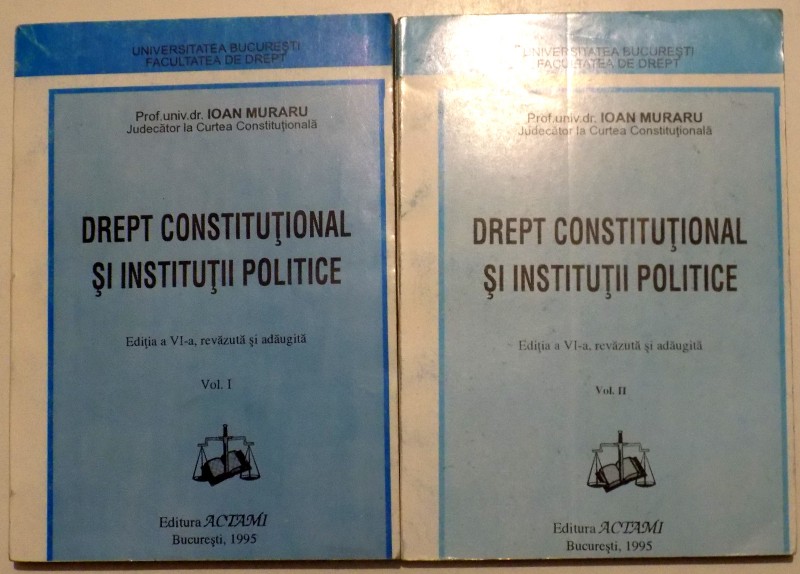 UNIVERSITATEA BUCUREŞTI
FACULTATEA DE DREPT
Prof.univ.dr. IOAN MURARU
Judecător la Curtea Constituţională
DREPT CONSTITUŢIONAL
ŞI INSTITUŢII POLITICE
Ediţia a VI-a, revăzută şi adăugită
Vol. I
Editura ACTAMI
Bucureşti, 1995
UNIVERSITATEA BUCUREŞTI
FACULTATEA DE DREPT
Prof.univ.dr. IOAN MURARU
Judecător la Curtea Constituţională
DREPT CONSTITUŢIONAL
ŞI INSTITUŢII POLITICE
Ediţia a VI-a, revăzută şi adăugită
Vol. II
Editura ACTAMI
Bucureşti, 1995